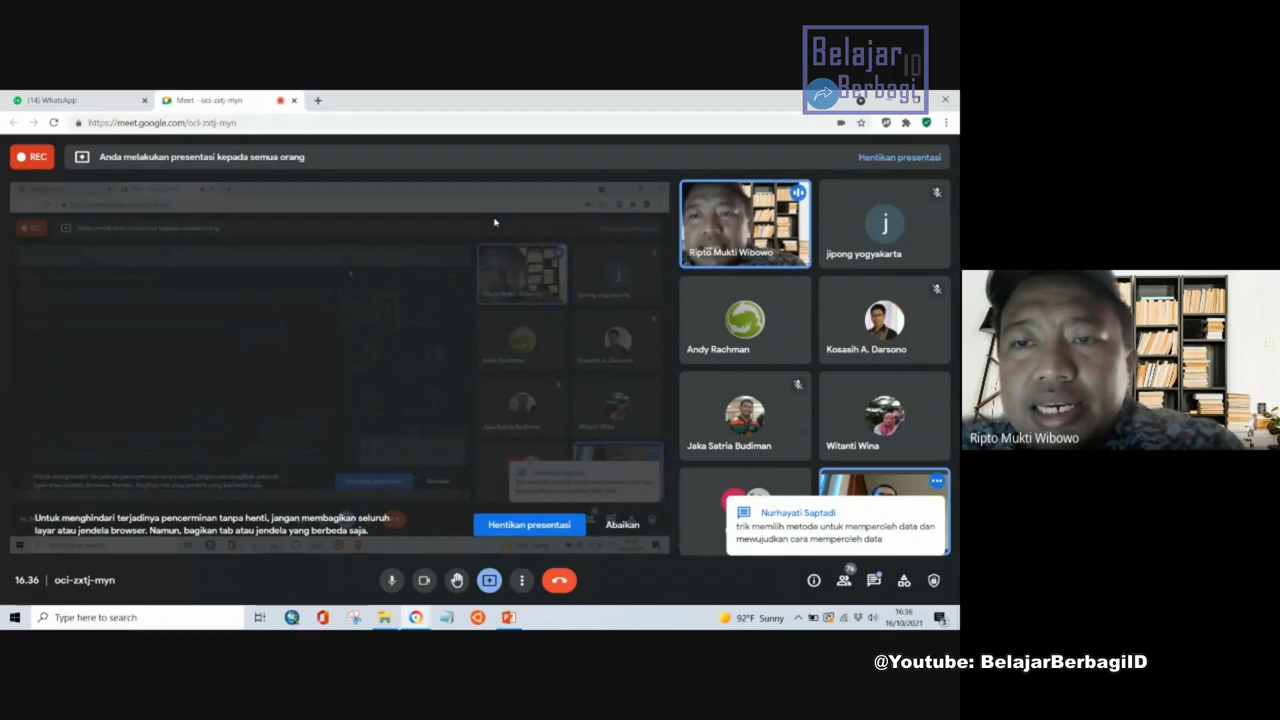 Belajar ID
Berbagi
(14) WhatsApp
Meet - oci-zxtj-myn
https://meet.google.com/oci-zxtj-myn
REC
Anda melakukan presentasi kepada semua orang
Hentikan presentasi
Ripto Mukti Wibowo
j
jipong yogyakarta
Andy Rachman
Kosasih A. Darsono
Jaka Satria Budiman
Witanti Wina
Ripto Mukti Wibowo
Nurhayati Saptadi
trik memilih metode untuk memperoleh data dan
mewujudkan cara memperoleh data
Untuk menghindari terjadinya pencerminan tanpa henti, jangan membagikan seluruh
layar atau jendela browser. Namun, bagikan tab atau jendela yang berbeda saja.
Hentikan presentasi
Abaikan
16.36 | oci-zxtj-myn
76
Type here to search
92°F Sunny
16:36
16/10/2021
3
@Youtube: BelajarBerbagiID